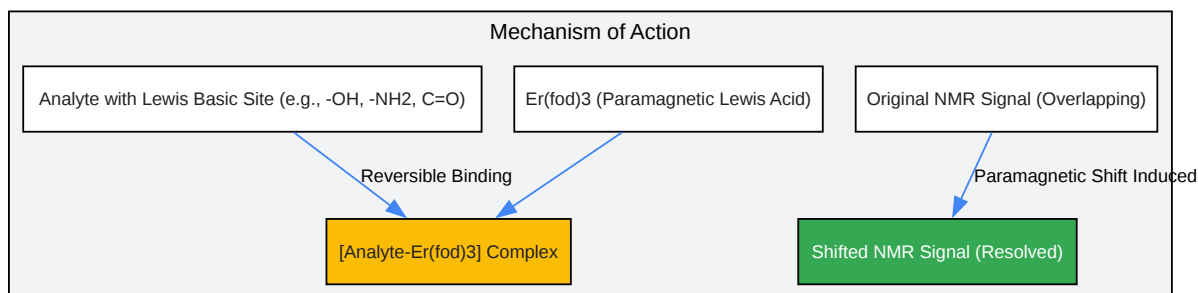 Mechanism of Action
Analyte with Lewis Basic Site (e.g., -OH, -NH2, C=O)
Er(fod)3 (Paramagnetic Lewis Acid)
Original NMR Signal (Overlapping)
Reversible Binding
Paramagnetic Shift Induced
[Analyte-Er(fod)3] Complex
Shifted NMR Signal (Resolved)